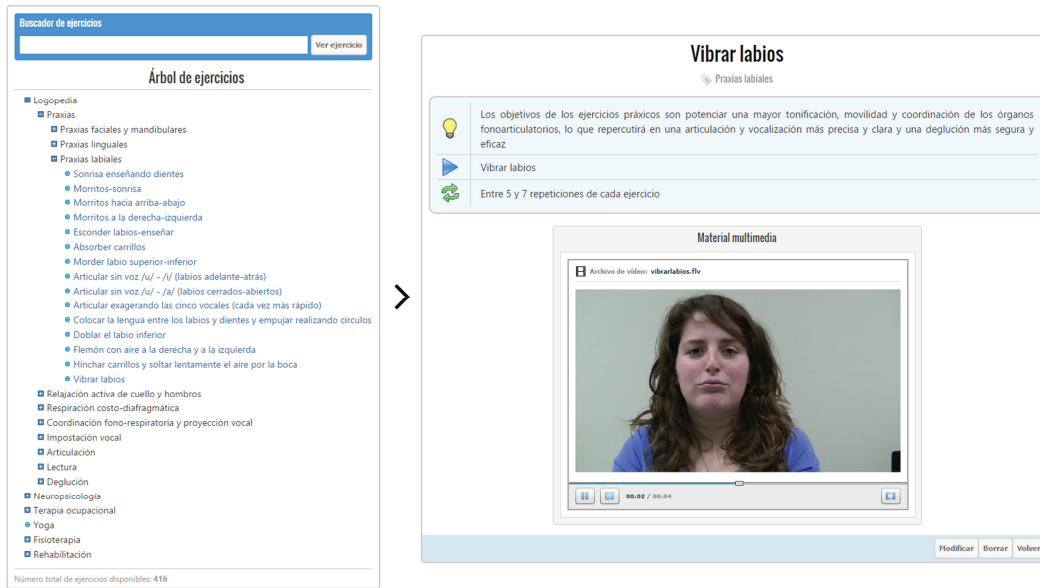 Buscador de ejercicios
Ver ejercicio
Árbol de ejercicios
Logopedia
Praxias
Praxias faciales y mandibulares
Praxias linguales
Praxias labiales
Sonrisa enseñando dientes
Morritos-sonrisa
Morritos hacia arriba-abajo
Morritos a la derecha-izquierda
Esconder labios-enseñar
Absorber carrillos
Morder labio superior-inferior
Articular sin voz /u/ - /i/ (labios adelante-atrás)
Articular sin voz /u/ - /a/ (labios cerrados-abiertos)
Articular exagerando las cinco vocales (cada vez más rápido)
Colocar la lengua entre los labios y dientes y empujar realizando círculos
Doblar el labio inferior
Flemón con aire a la derecha y a la izquierda
Hinchar carrillos y soltar lentamente el aire por la boca
Vibrar labios
Relajación activa de cuello y hombros
Respiración costo-diafragmática
Coordinación fono-respiratoria y proyección vocal
Impostación vocal
Articulación
Lectura
Deglución
Neuropsicología
Terapia ocupacional
Yoga
Fisioterapia
Rehabilitación
Número total de ejercicios disponibles: 416
Vibrar labios
Praxias labiales
Los objetivos de los ejercicios práxicos son potenciar una mayor tonificación, movilidad y coordinación de los órganos
fonoarticulatorios, lo que repercutirá en una articulación y vocalización más precisa y clara y una deglución más segura y
eficaz
Vibrar labios
Entre 5 y 7 repeticiones de cada ejercicio
Material multimedia
Archivo de vídeo: vibrarlabios.flv
00:02 / 00:04
Modificar Borrar Volver